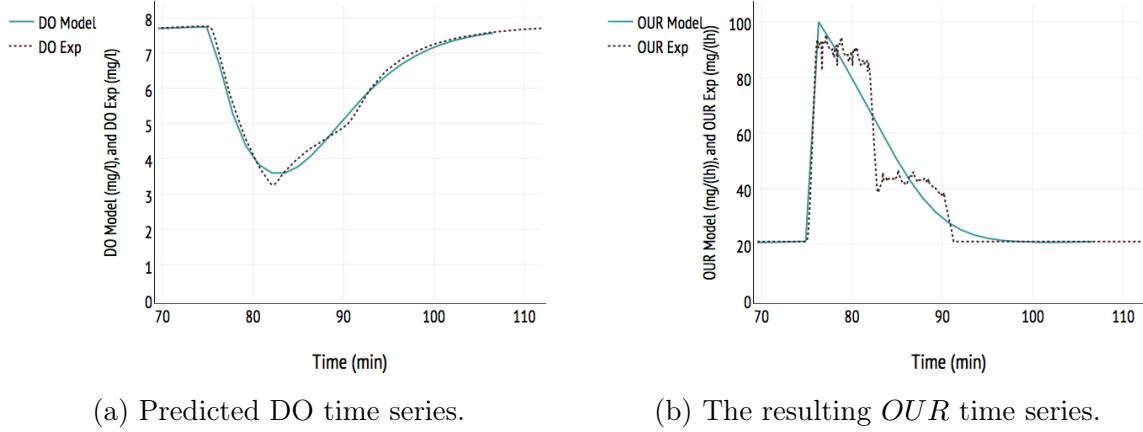 DO Model
DO Exp
8
7
6
5
4
3
2
1
0
DO Model (mg/l), and DO Exp (mg/l)
70
80
90
100
110
Time (min)
(a) Predicted DO time series.
OUR Model
OUR Exp
100
80
60
40
20
0
OUR Model (mg/(lh)), and OUR Exp (mg/(lh))
70
80
90
100
110
Time (min)
(b) The resulting OUR time series.